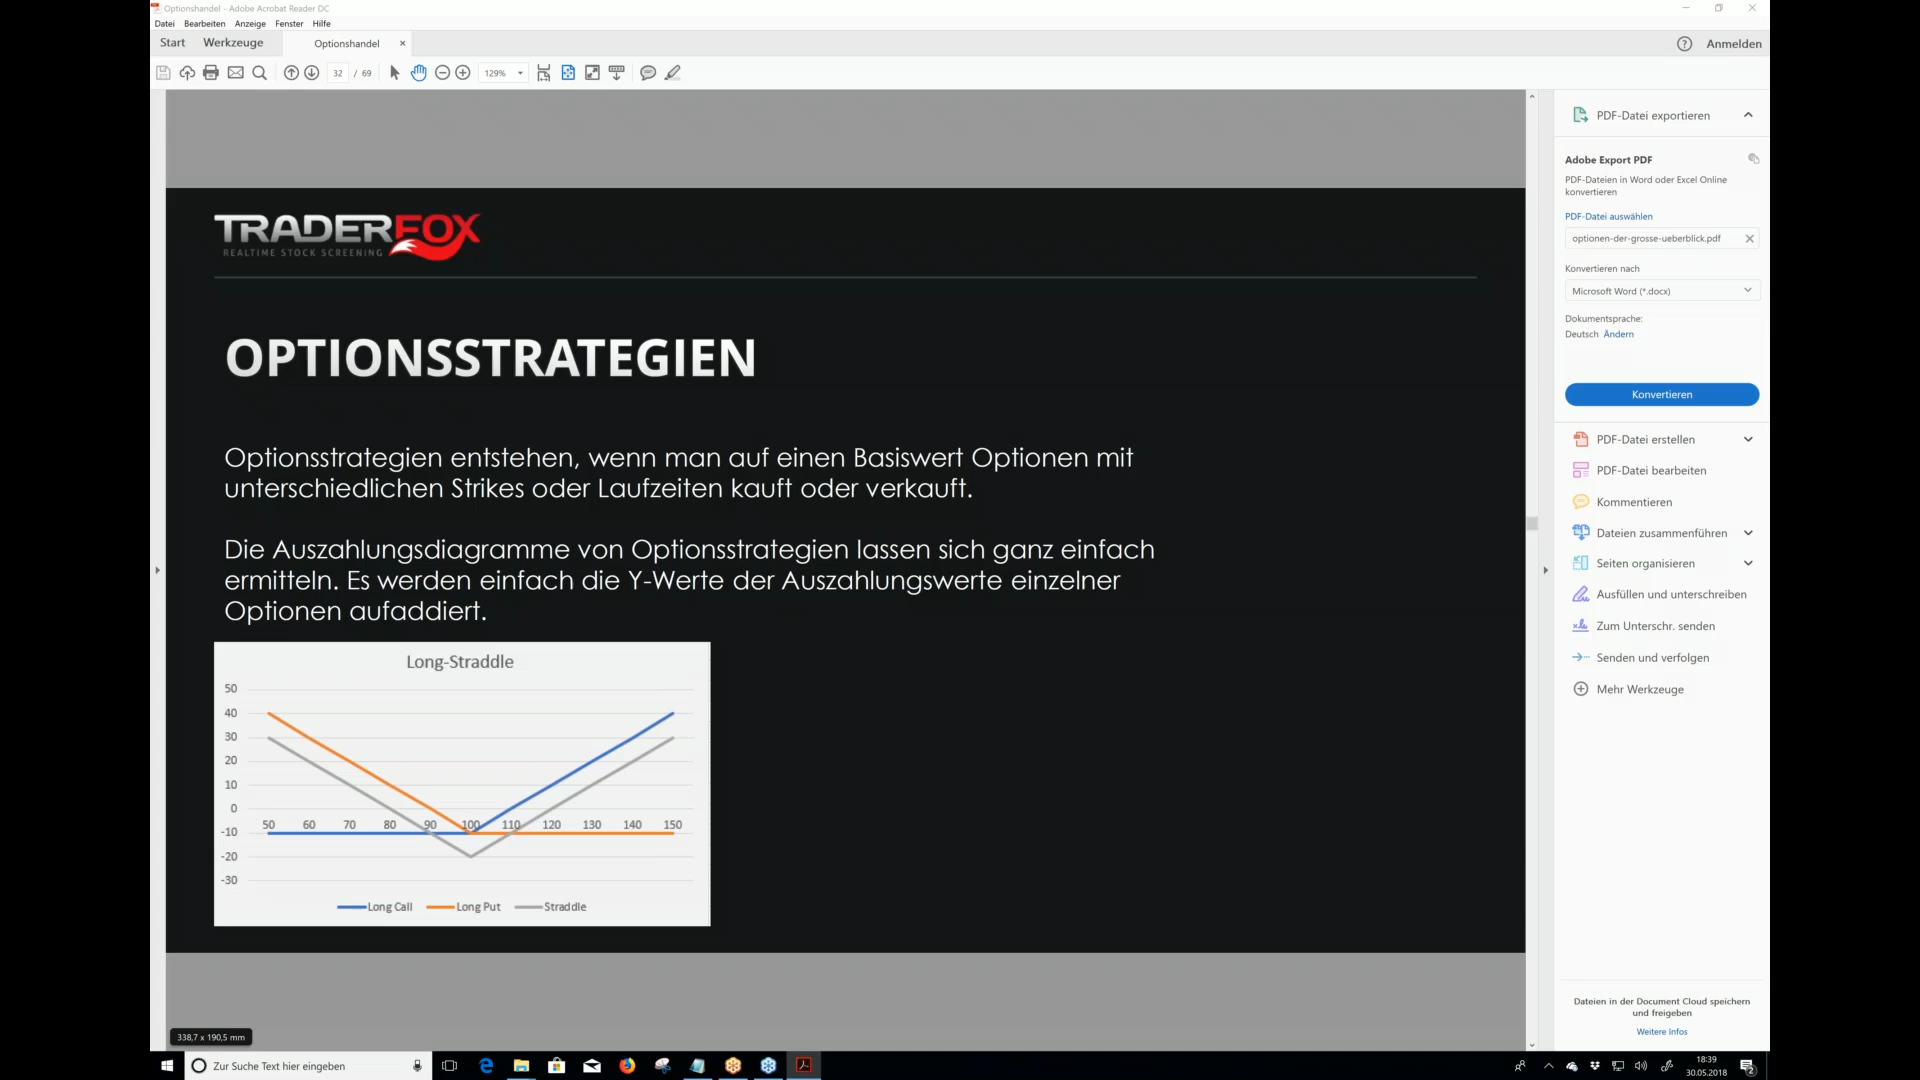 Optionshandel - Adobe Acrobat Reader DC
Datei Bearbeiten Anzeige Fenster Hilfe
Start Werkzeuge Optionshandel × Anmelden
32 / 69 129%
TRADERFOX
REALTIME STOCK SCREENING
OPTIONSSTRATEGIEN
Optionsstrategien entstehen, wenn man auf einen Basiswert Optionen mit
unterschiedlichen Strikes oder Laufzeiten kauft oder verkauft.
Die Auszahlungsdiagramme von Optionsstrategien lassen sich ganz einfach
ermitteln. Es werden einfach die Y-Werte der Auszahlungswerte einzelner
Optionen aufaddiert.
Long-Straddle
50
40
30
20
10
0
50 60 70 80 90 100 110 120 130 140 150
-10
-20
-30
Long Call Long Put Straddle
338,7 x 190,5 mm
PDF-Datei exportieren
Adobe Export PDF
PDF-Dateien in Word oder Excel Online
konvertieren
PDF-Datei auswählen
optionen-der-grosse-ueberblick.pdf
Konvertieren nach
Microsoft Word (*.docx)
Dokumentsprache:
Deutsch Ändern
Konvertieren
PDF-Datei erstellen
PDF-Datei bearbeiten
Kommentieren
Dateien zusammenführen
Seiten organisieren
Ausfüllen und unterschreiben
Zum Unterschr. senden
Senden und verfolgen
Mehr Werkzeuge
Dateien in der Document Cloud speichern
und freigeben
Weitere Infos
Zur Suche Text hier eingeben
18:39
30.05.2018
2